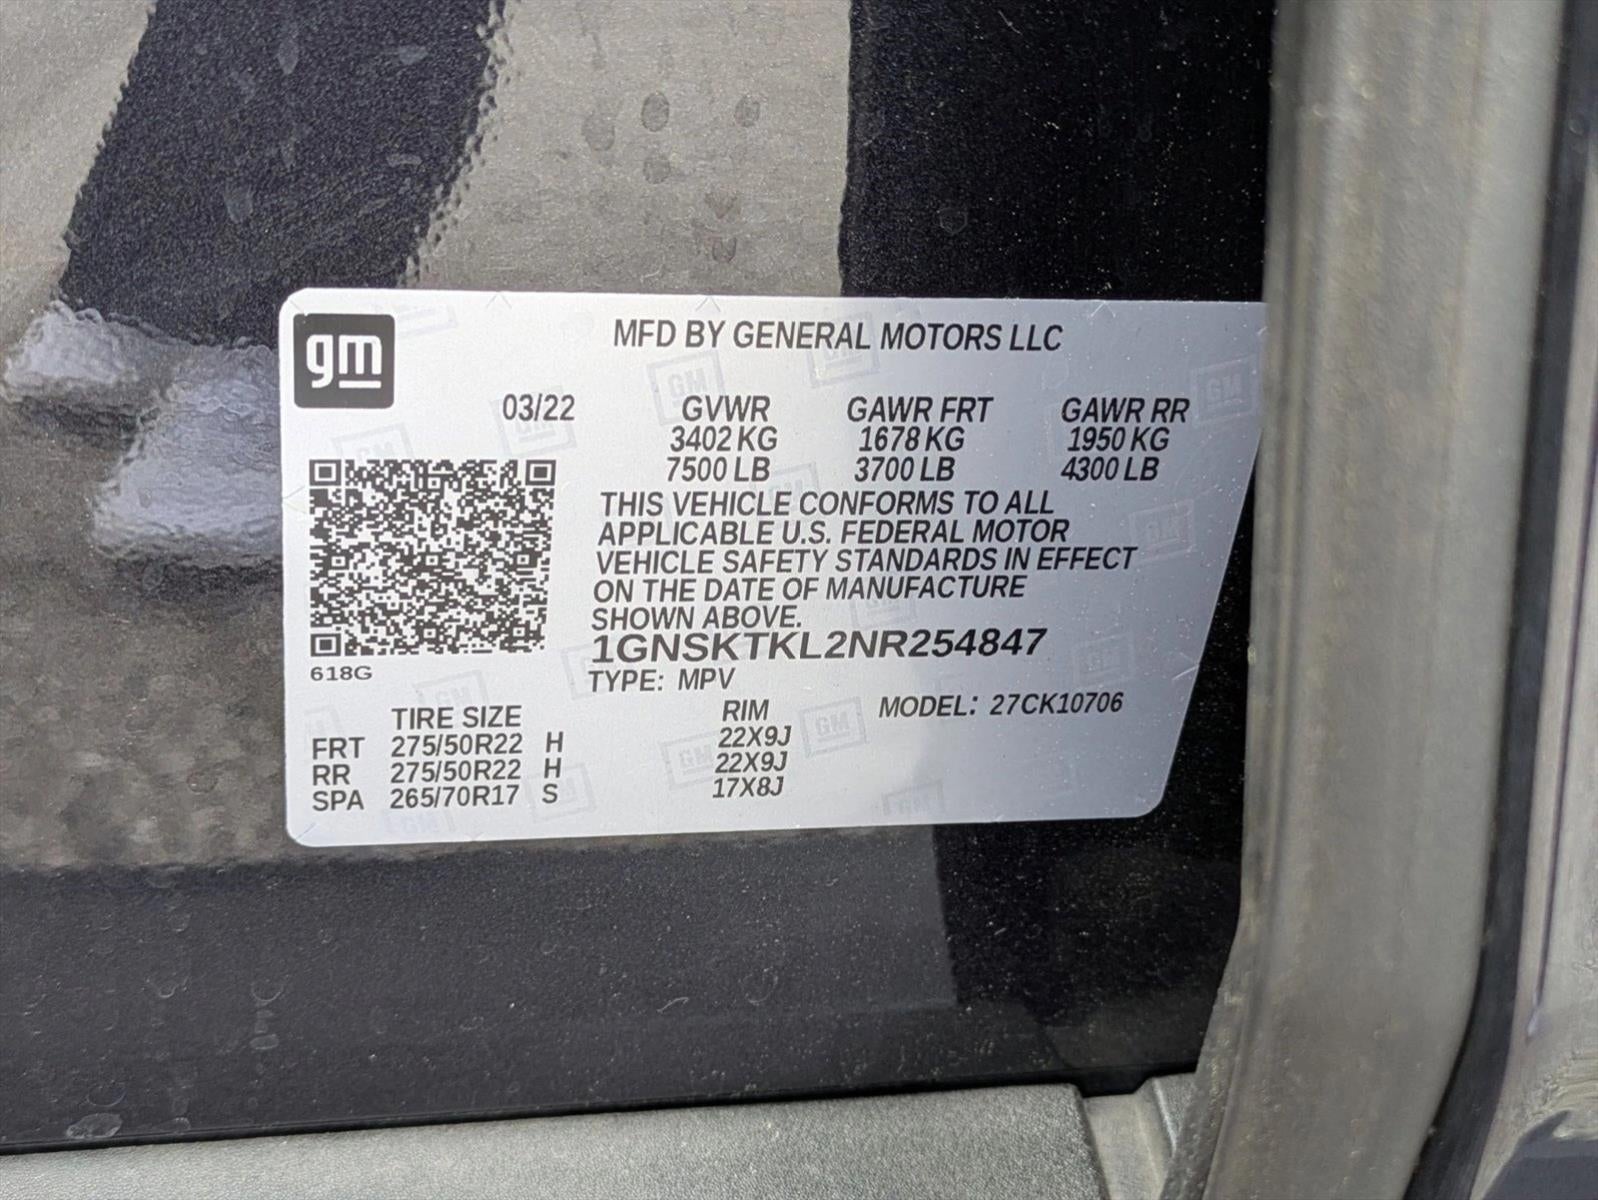 gm
MFD BY GENERAL MOTORS LLC
03/22 GVWR GAWR FRT GAWR RR
3402 KG 1678 KG 1950 KG
7500 LB 3700 LB 4300 LB
THIS VEHICLE CONFORMS TO ALL
APPLICABLE U.S. FEDERAL MOTOR
VEHICLE SAFETY STANDARDS IN EFFECT
ON THE DATE OF MANUFACTURE
SHOWN ABOVE.
1GNSKTKL2NR254847
618G
TYPE: MPV
TIRE SIZE RIM MODEL: 27CK10706
FRT 275/50R22 H 22X9J
RR 275/50R22 H 22X9J
SPA 265/70R17 S 17X8J